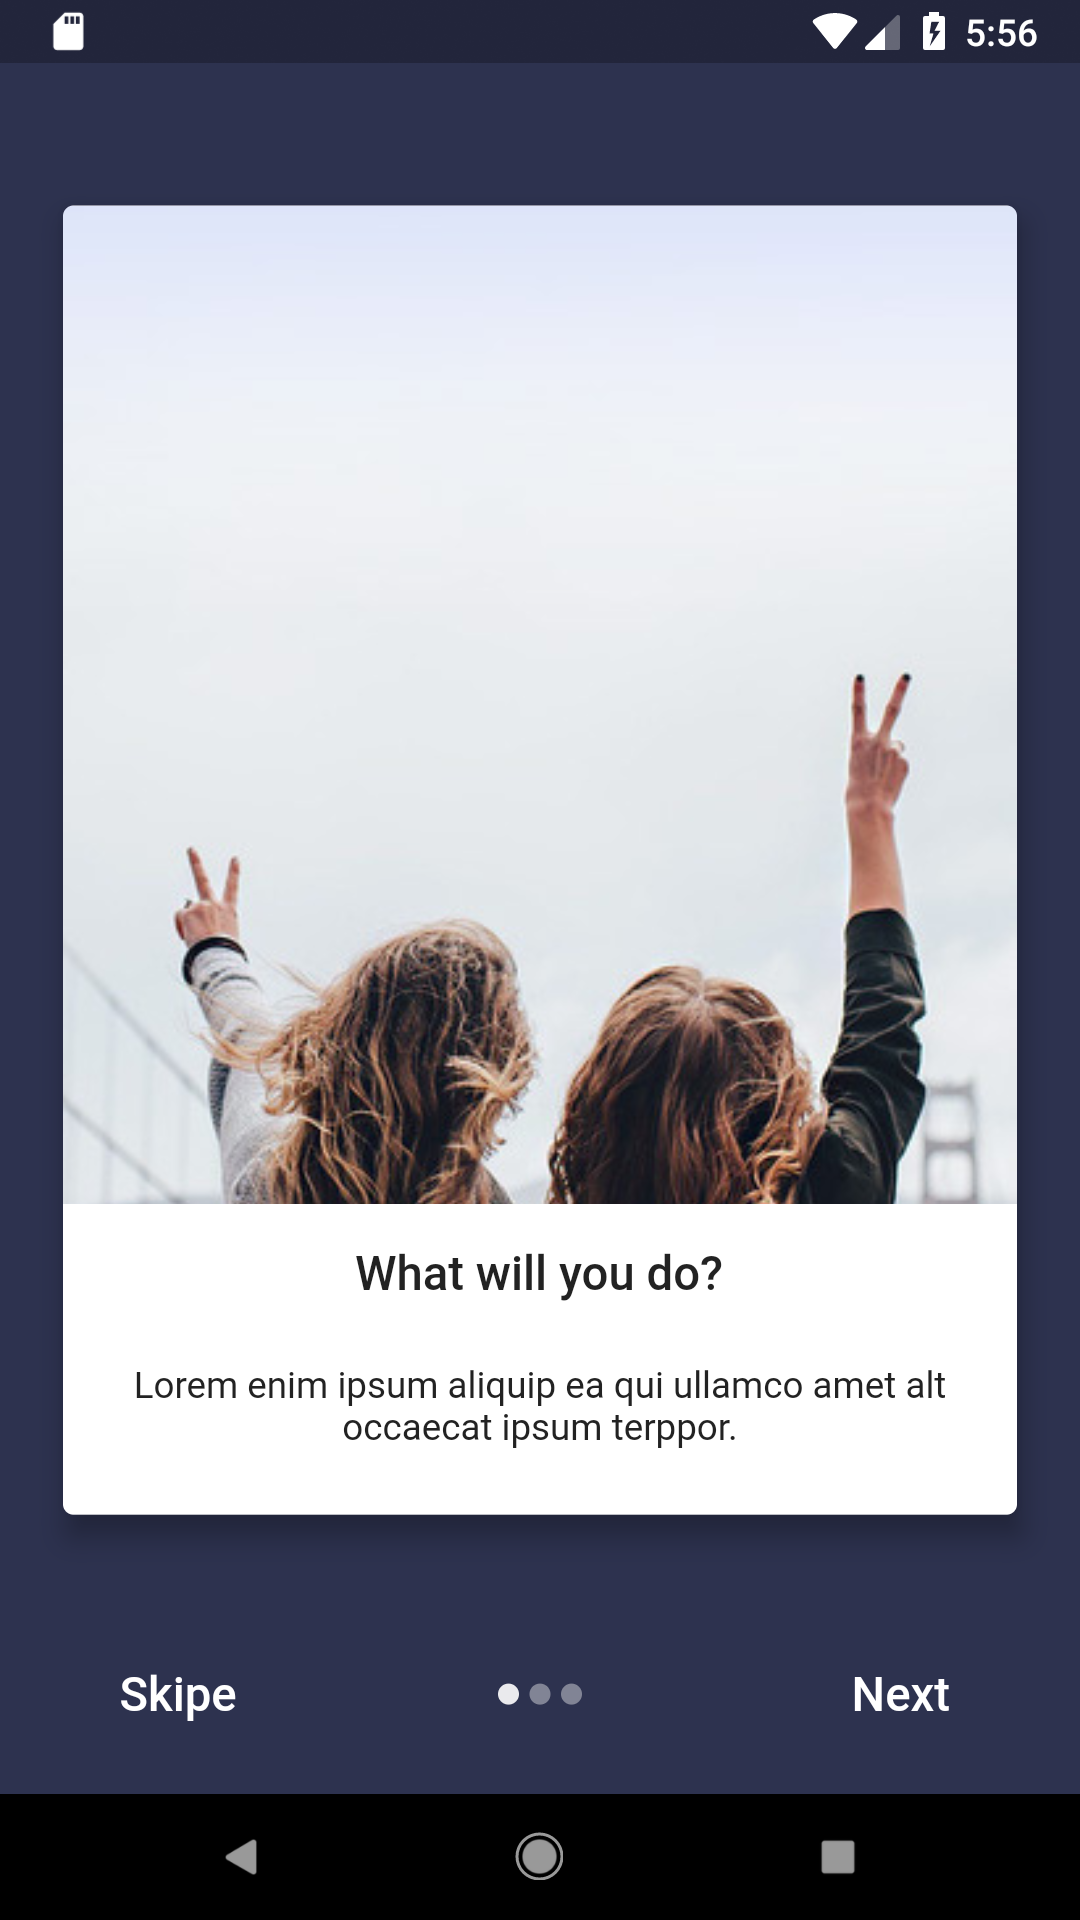 5:56
What will you do?
Lorem enim ipsum aliquip ea qui ullamco amet alt
occaecat ipsum terppor.
Skipe
Next